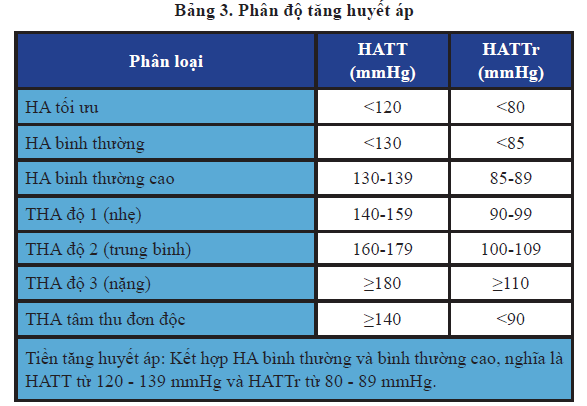 Bảng 3. Phân độ tăng huyết áp
Phân loại HATT (mmHg) HATTr (mmHg)
HA tối ưu <120 <80
HA bình thường <130 <85
HA bình thường cao 130-139 85-89
THA độ 1 (nhẹ) 140-159 90-99
THA độ 2 (trung bình) 160-179 100-109
THA độ 3 (nặng) ≥180 ≥110
THA tâm thu đơn độc ≥140 <90
Tiền tăng huyết áp: Kết hợp HA bình thường và bình thường cao, nghĩa là
HATT từ 120 - 139 mmHg và HATTr từ 80 - 89 mmHg.